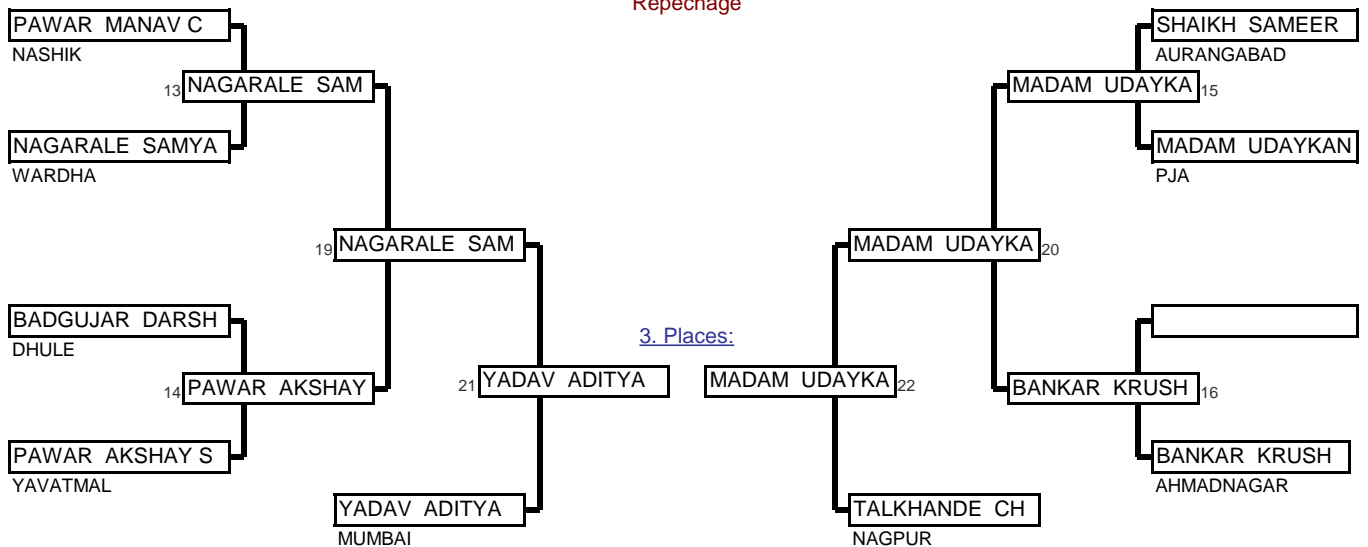 Repechage
PAWAR MANAV C
NASHIK
13 NAGARALE SAM
NAGARALE SAMYA
WARDHA
19 NAGARALE SAM
BADGUJAR DARSH
DHULE
14 PAWAR AKSHAY
PAWAR AKSHAY S
YAVATMAL
21 YADAV ADITYA
YADAV ADITYA
MUMBAI
3. Places:
SHAIKH SAMEER
AURANGABAD
MADAM UDAYKA 15
MADAM UDAYKAN
PJA
MADAM UDAYKA 20
BANKAR KRUSH 16
BANKAR KRUSH
AHMADNAGAR
MADAM UDAYKA 22
TALKHANDE CH
NAGPUR